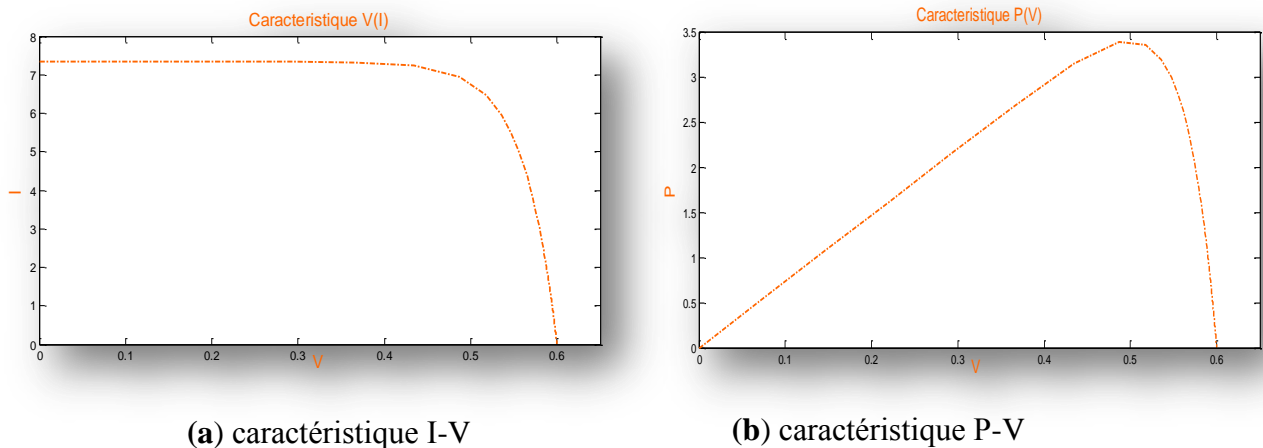 Caracteristique V(I)
8
7
6
5
4
3
2
1
0
I
0 0.1 0.2 0.3 0.4 0.5 0.6
V
(a) caractéristique I-V
Caracteristique P(V)
3.5
3
2.5
2
1.5
1
0.5
0
P
0 0.1 0.2 0.3 0.4 0.5 0.6
V
(b) caractéristique P-V